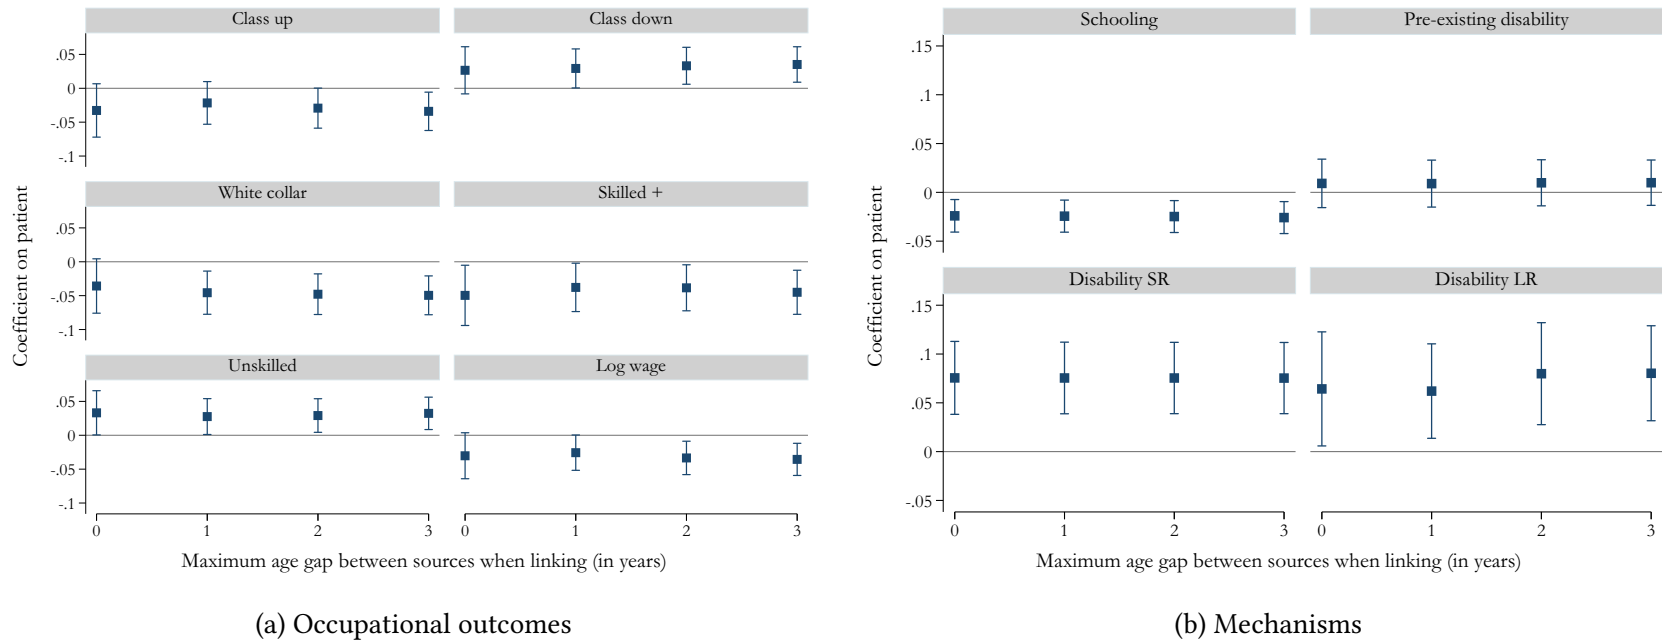 Class up
Class down
.05
0
-.05
-.1
White collar
Skilled +
.05
0
-.05
-.1
Unskilled
Log wage
.05
0
-.05
-.1
0 1 2 3
0 1 2 3
Coefficient on patient
Maximum age gap between sources when linking (in years)
(a) Occupational outcomes
Schooling
Pre-existing disability
.15
.1
.05
0
-.05
Disability SR
Disability LR
.15
.1
.05
0
-.05
0 1 2 3
0 1 2 3
Coefficient on patient
Maximum age gap between sources when linking (in years)
(b) Mechanisms